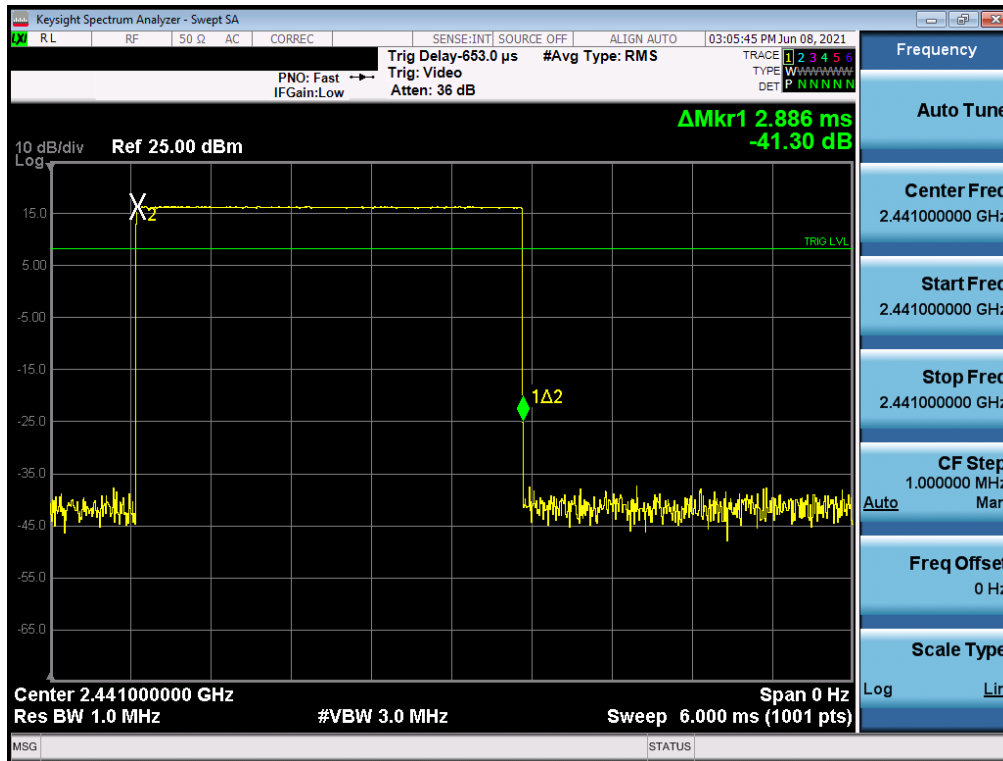 Keysight Spectrum Analyzer - Swept SA
LXI RL RF 50 Ω AC CORREC SENSE:INT SOURCE OFF ALIGN AUTO 03:05:45 PM Jun 08, 2021
Trig Delay-653.0 µs #Avg Type: RMS TRACE 1 2 3 4 5 6
PNO: Fast Trig: Video TYPE WWWWWWW
IFGain:Low Atten: 36 dB DET P N N N N N
ΔMkr1 2.886 ms
-41.30 dB
10 dB/div Ref 25.00 dBm
Log
15.0
5.00
-5.00
-15.0
-25.0
-35.0
-45.0
-55.0
-65.0
X2
TRIG LVL
1Δ2
Center 2.441000000 GHz Span 0 Hz
Res BW 1.0 MHz #VBW 3.0 MHz Sweep 6.000 ms (1001 pts)
MSG STATUS
Frequency
Auto Tune
Center Freq
2.441000000 GHz
Start Freq
2.441000000 GHz
Stop Freq
2.441000000 GHz
CF Step
1.000000 MHz
Auto Man
Freq Offset
0 Hz
Scale Type
Log Lin